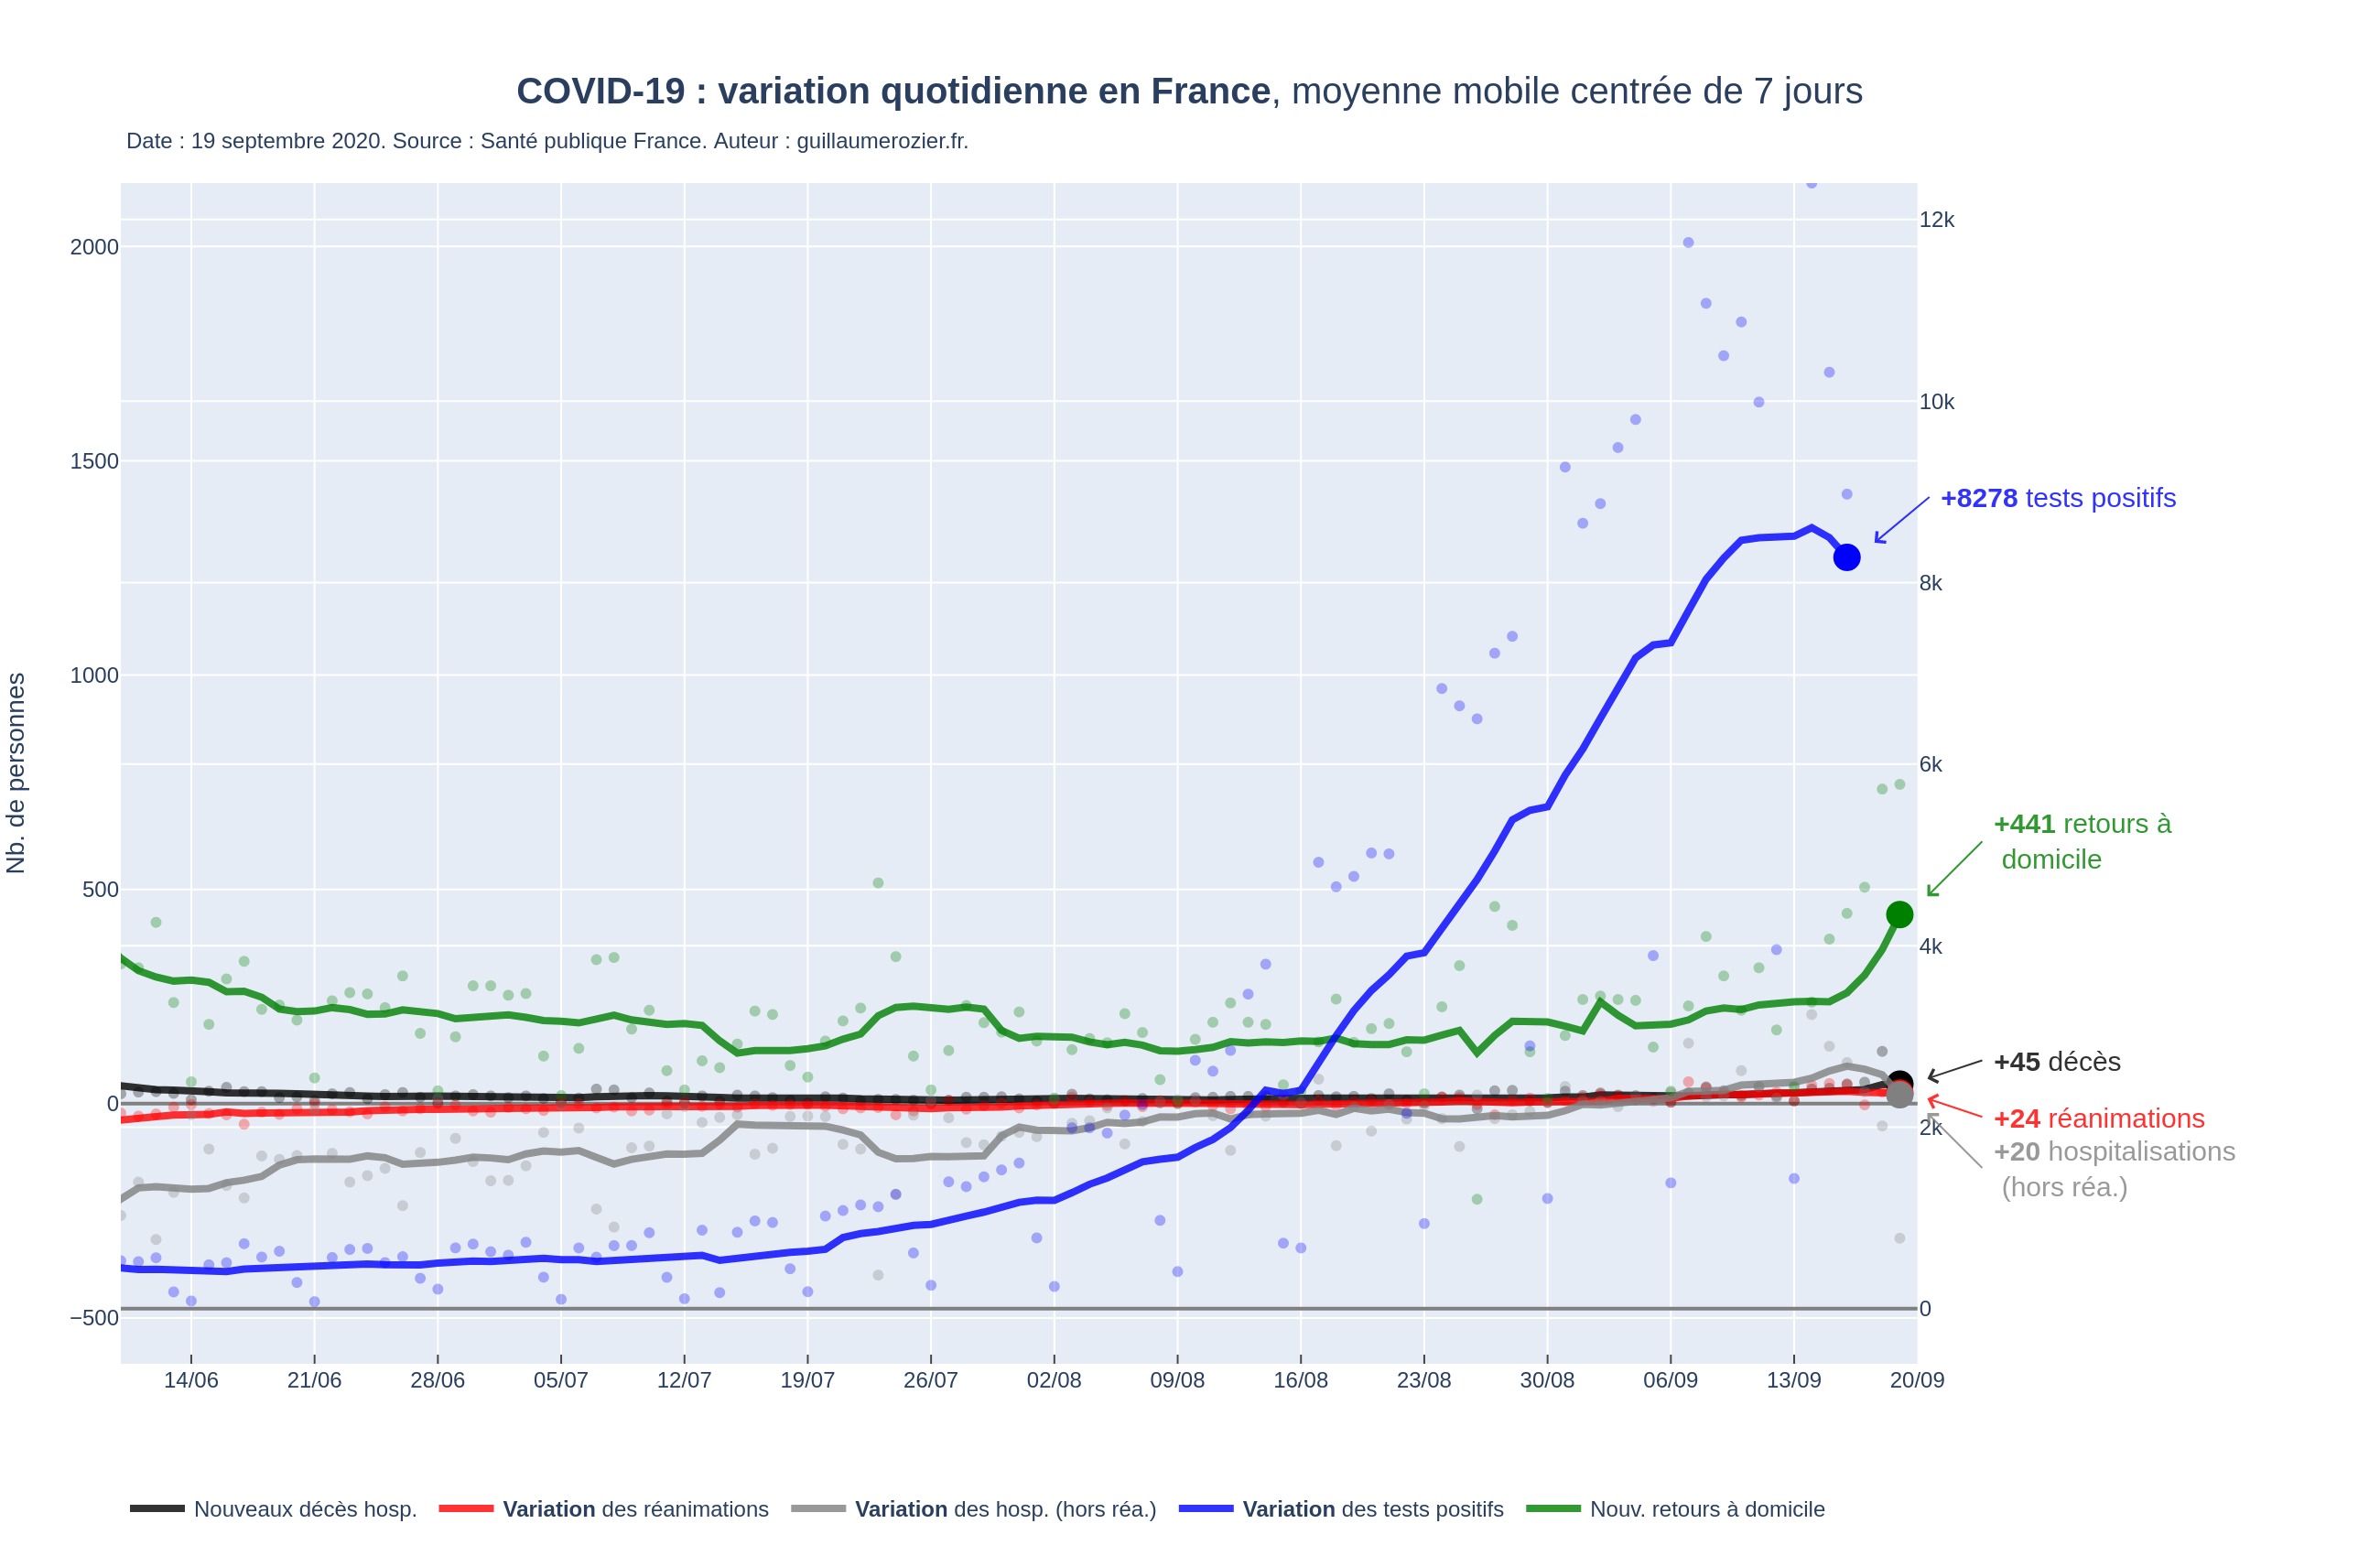 COVID-19 : variation quotidienne en France, moyenne mobile centrée de 7 jours
Date : 19 septembre 2020. Source : Santé publique France. Auteur : guillaumerozier.fr.
Nb. de personnes
2000
1500
1000
500
0
−500
12k
10k
8k
6k
4k
2k
0
+8278 tests positifs
+441 retours à
domicile
+45 décès
+24 réanimations
+20 hospitalisations
(hors réa.)
14/06 21/06 28/06 05/07 12/07 19/07 26/07 02/08 09/08 16/08 23/08 30/08 06/09 13/09 20/09
Nouveaux décès hosp. Variation des réanimations Variation des hosp. (hors réa.) Variation des tests positifs Nouv. retours à domicile